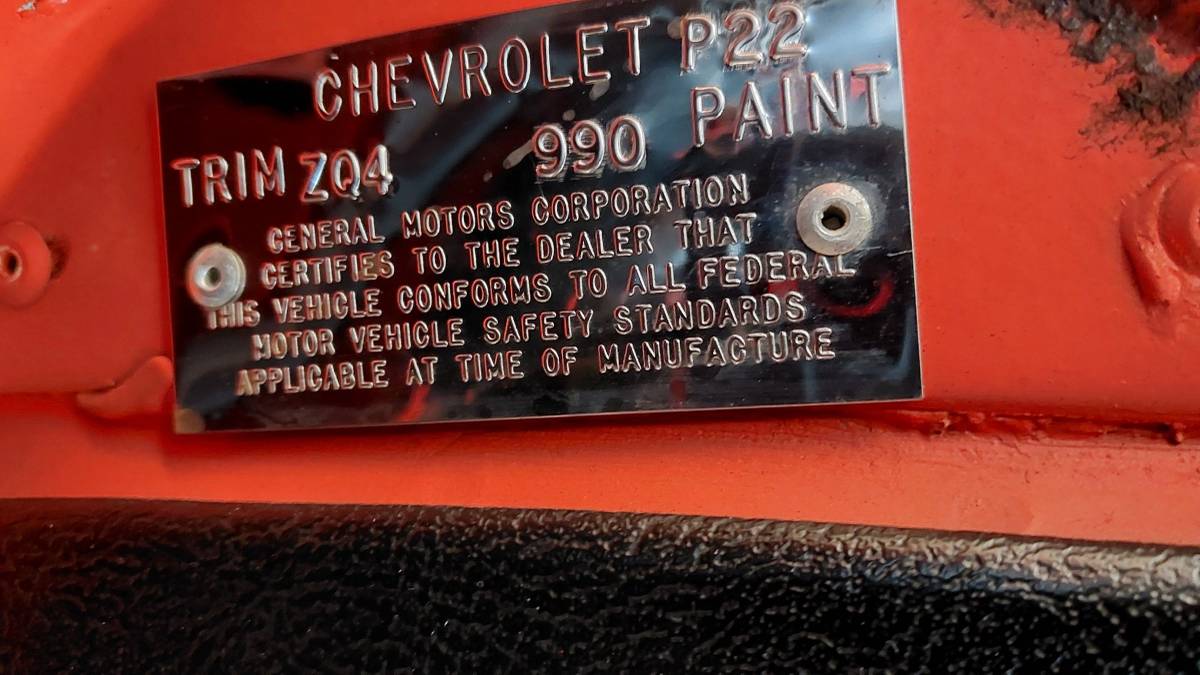 CHEVROLET P22
TRIM ZQ4 990 PAINT
GENERAL MOTORS CORPORATION
CERTIFIES TO THE DEALER THAT
THIS VEHICLE CONFORMS TO ALL FEDERAL
MOTOR VEHICLE SAFETY STANDARDS
APPLICABLE AT TIME OF MANUFACTURE